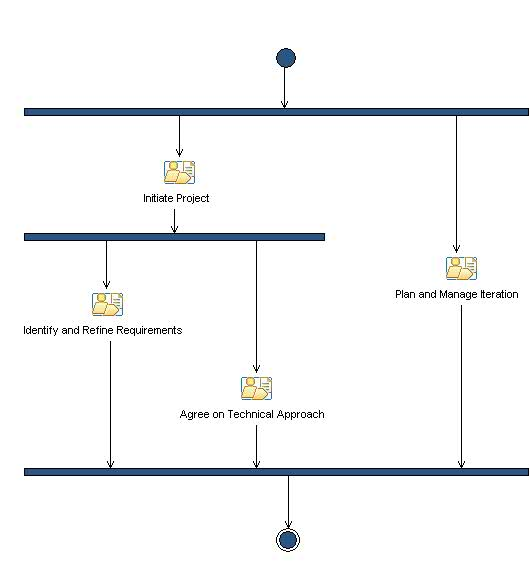 Initiate Project
Plan and Manage Iteration
Identify and Refine Requirements
Agree on Technical Approach